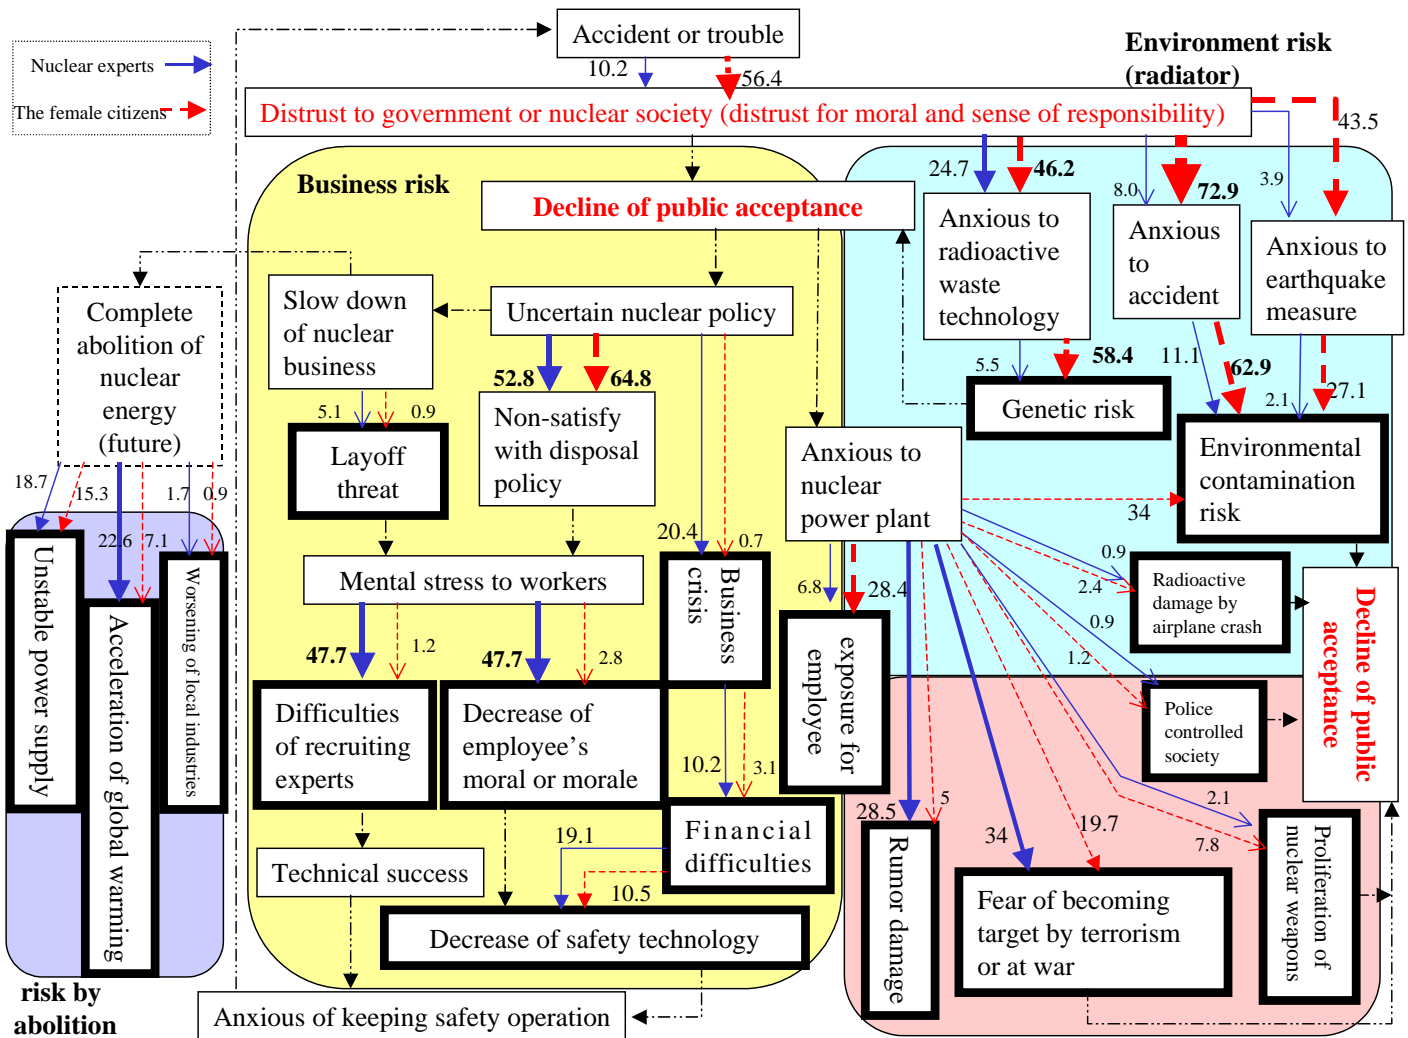 Accident or trouble
Environment risk
(radiator)
Nuclear experts
The female citizens
10.2
56.4
Distrust to government or nuclear society (distrust for moral and sense of responsibility)
43.5
Business risk
24.7
46.2
8.0
72.9
3.9
Decline of public acceptance
Anxious to
radioactive
waste
technology
Anxious
to
accident
Anxious to
earthquake
measure
Complete
abolition of
nuclear
energy
(future)
Slow down
of nuclear
business
Uncertain nuclear policy
5.5
58.4
11.1
62.9
2.1
27.1
52.8
64.8
5.1
0.9
Genetic risk
Non-satisfy
with disposal
policy
Layoff
threat
Anxious to
nuclear
power plant
Environmental
contamination
risk
34
18.7
15.3
1.7
0.9
22.6
7.1
20.4
0.7
Unstable power supply
Acceleration of global warming
Worsening of local industries
Mental stress to workers
Business
crisis
6.8
28.4
0.9
2.4
Radioactive
damage by
airplane crash
0.9
1.2
Decline of public
acceptance
47.7
1.2
47.7
2.8
exposure for
employee
Police
controlled
society
Difficulties
of recruiting
experts
Decrease of
employee’s
moral or morale
10.2
3.1
28.5
5
34
19.7
2.1
7.8
Financial
difficulties
19.1
10.5
Technical success
Rumor damage
Fear of becoming
target by terrorism
or at war
Proliferation of
nuclear weapons
Decrease of safety technology
risk by
abolition
Anxious of keeping safety operation